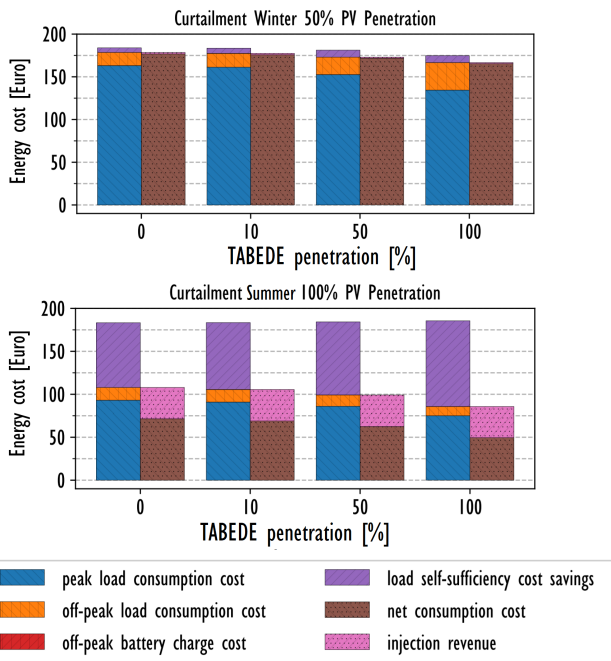 Curtailment Winter 50% PV Penetration
200
150
100
50
0
Energy cost [Euro]
0 10 50 100
TABEDE penetration [%]
Curtailment Summer 100% PV Penetration
200
150
100
50
0
Energy cost [Euro]
0 10 50 100
TABEDE penetration [%]
peak load consumption cost
off-peak load consumption cost
off-peak battery charge cost
load self-sufficiency cost savings
net consumption cost
injection revenue